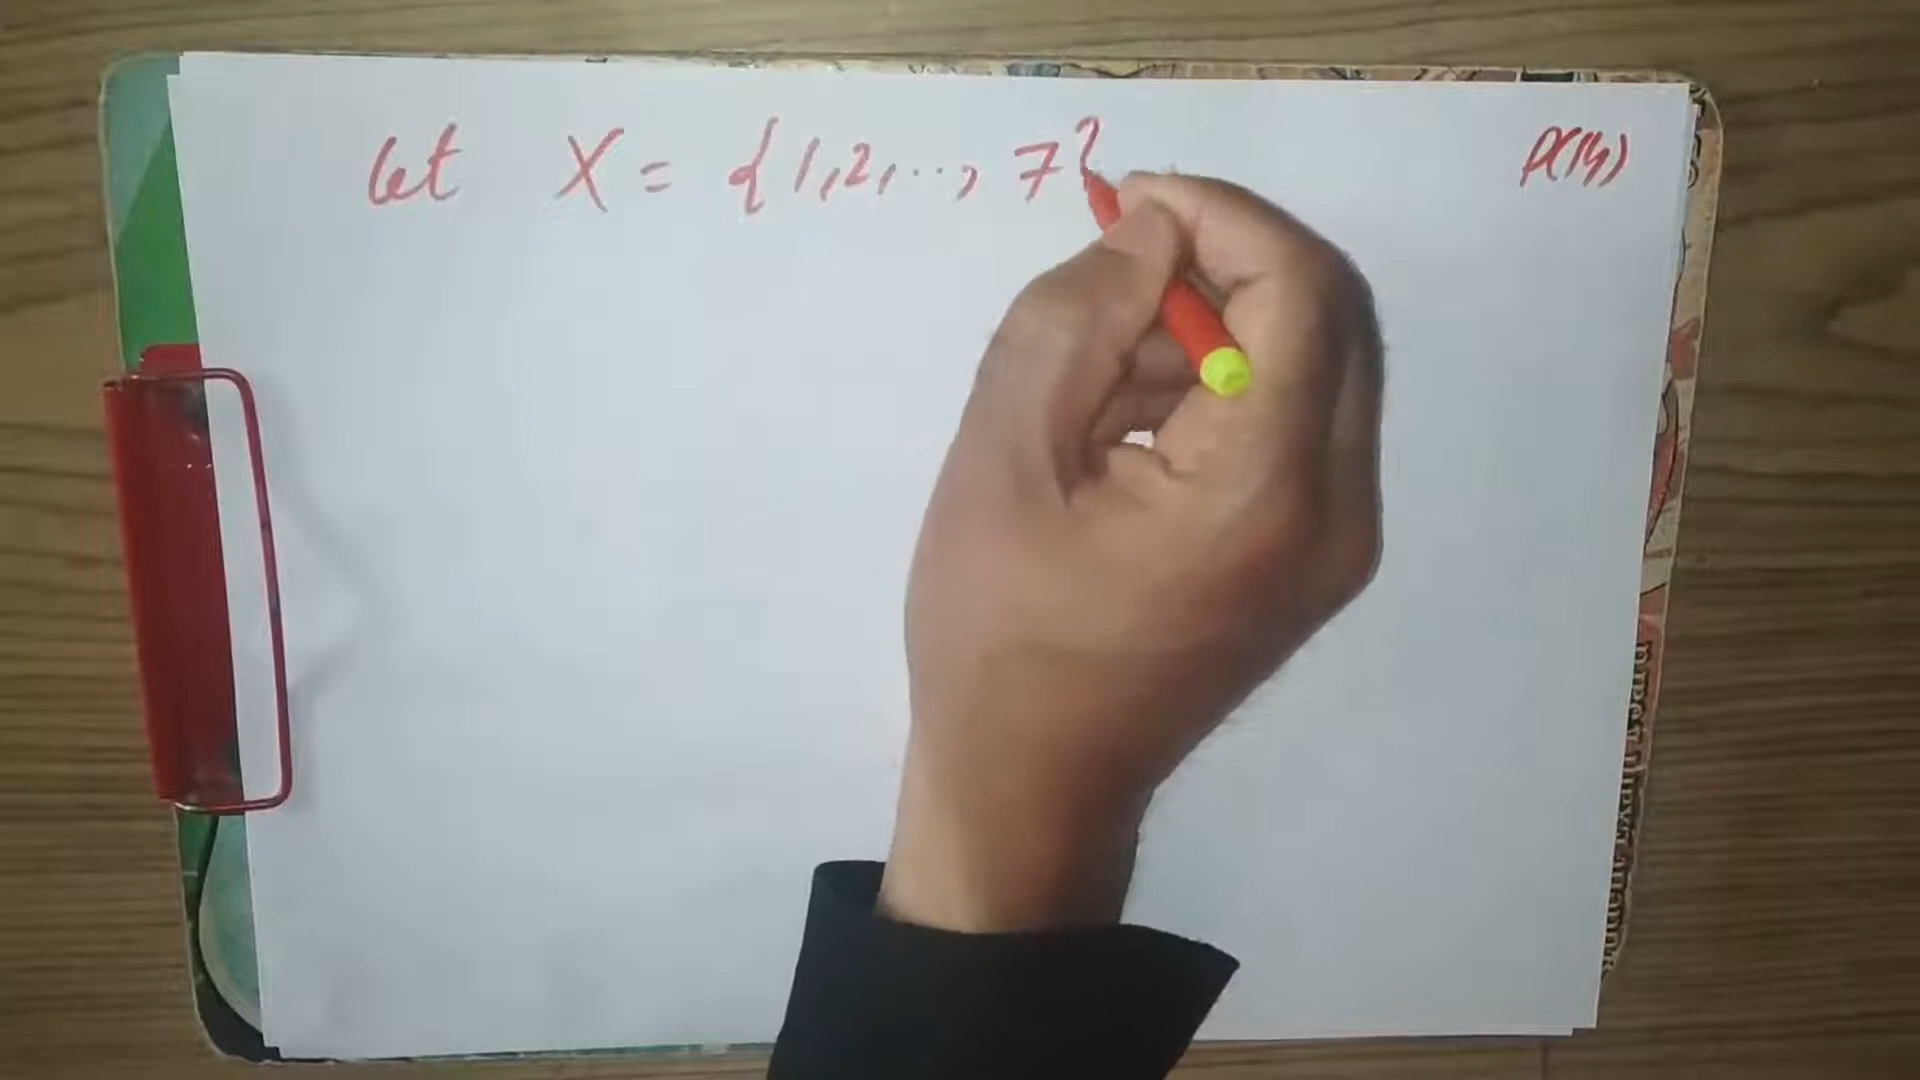 let X = {1,2,..., 7} P(14)